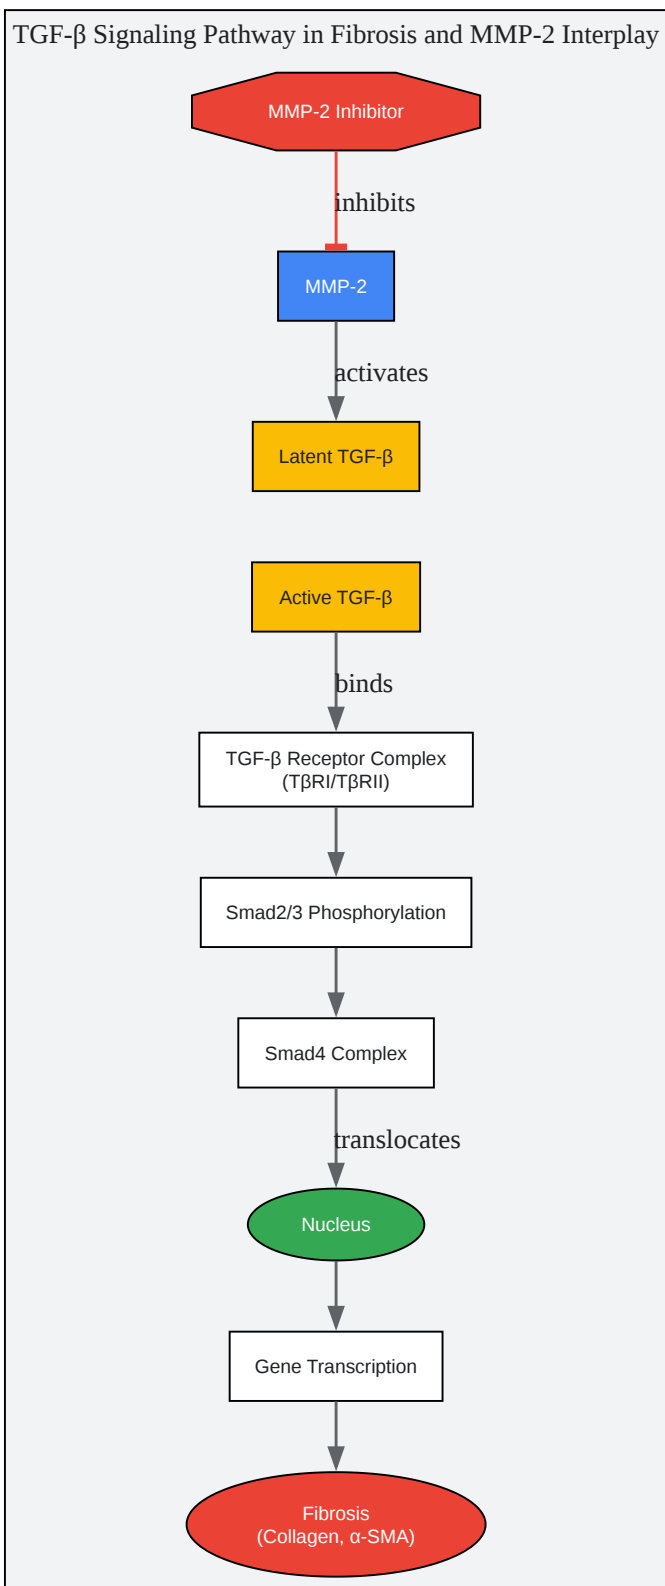 TGF-β Signaling Pathway in Fibrosis and MMP-2 Interplay
MMP-2 Inhibitor
inhibits
MMP-2
activates
Latent TGF-β
Active TGF-β
binds
TGF-β Receptor Complex
(TβRI/TβRII)
Smad2/3 Phosphorylation
Smad4 Complex
translocates
Nucleus
Gene Transcription
Fibrosis
(Collagen, α-SMA)